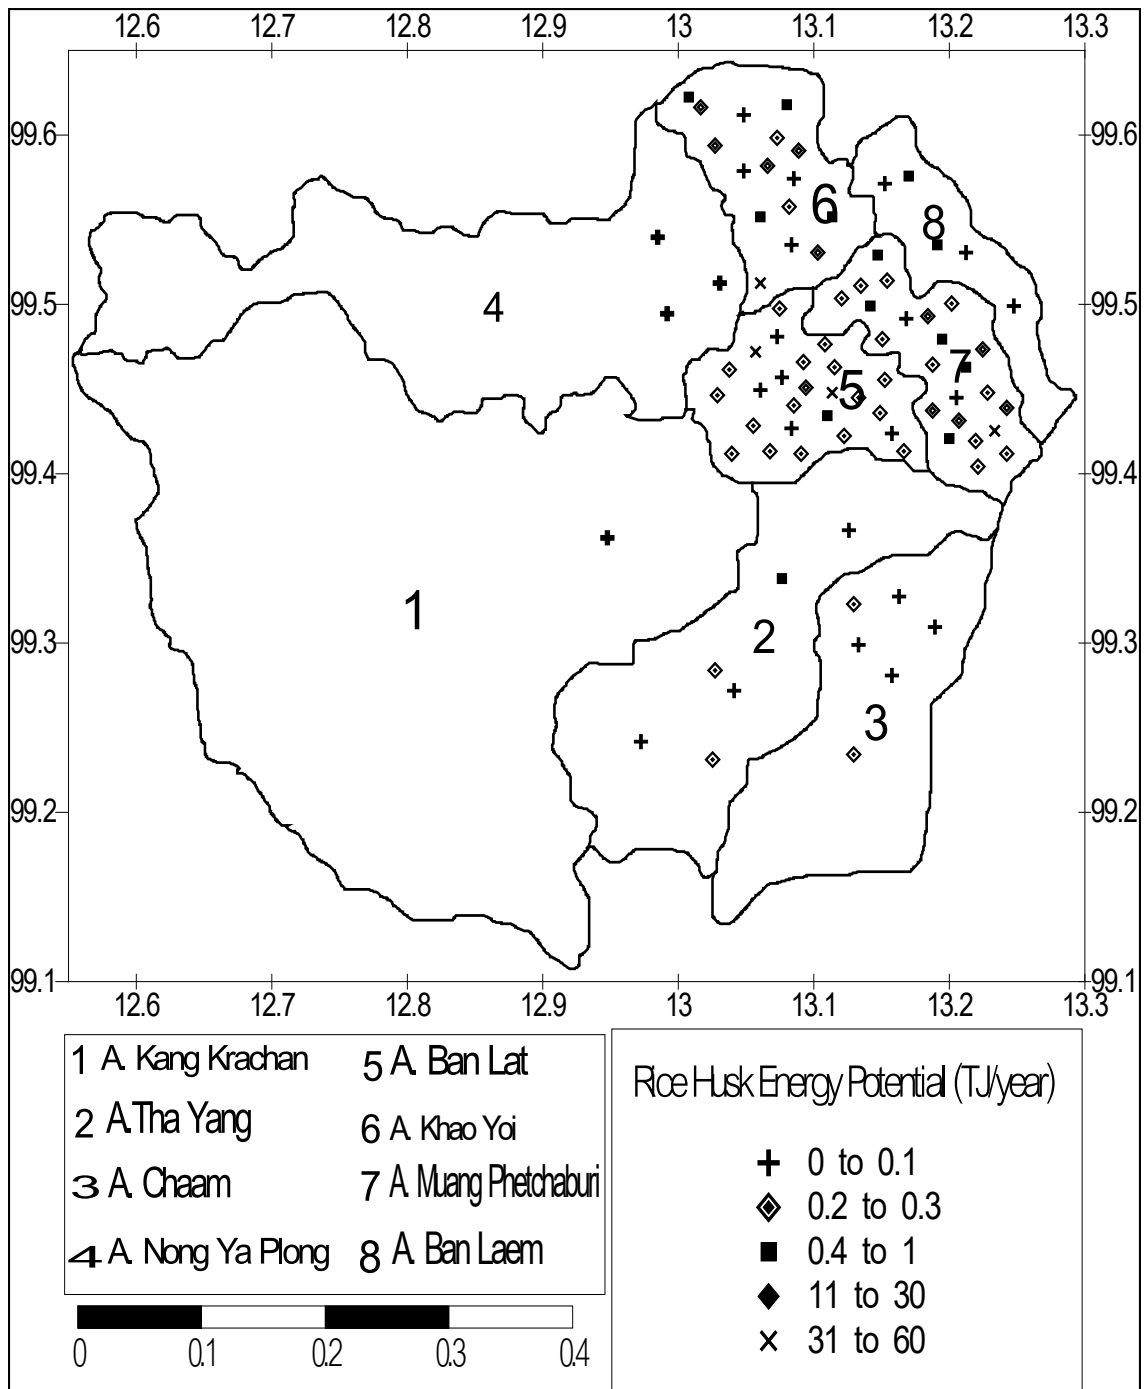 12.6 12.7 12.8 12.9 13 13.1 13.2 13.3
99.6 99.6
6
8
99.5 4 99.5
7
5
99.4 99.4
1
2
99.3 99.3
3
99.2 99.2
99.1 99.1
12.6 12.7 12.8 12.9 13 13.1 13.2 13.3
1 A. Kang Krachan
2 A.Tha Yang
3 A. Chaam
4 A. Nong Ya Plong
5 A. Ban Lat
6 A. Khao Yoi
7 A. Muang Phetchaburi
8 A. Ban Laem
0 0.1 0.2 0.3 0.4
Rice Husk Energy Potential (TJ/year)
0 to 0.1
0.2 to 0.3
0.4 to 1
11 to 30
31 to 60